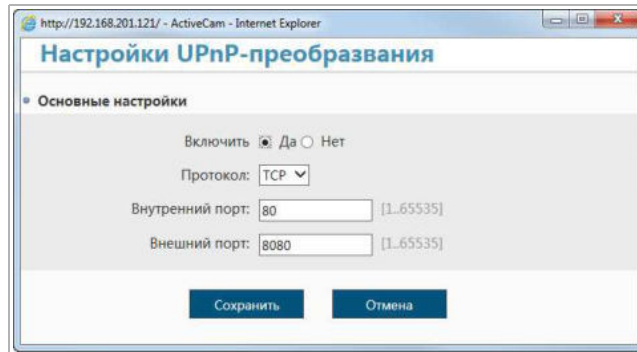 http://192.168.201.121/ - ActiveCam - Internet Explorer
Настройки UPnP-преобразвания
Основные настройки
Включить Да Нет
Протокол: TCP
Внутренний порт: 80 [1..65535]
Внешний порт: 8080 [1..65535]
Сохранить Отмена